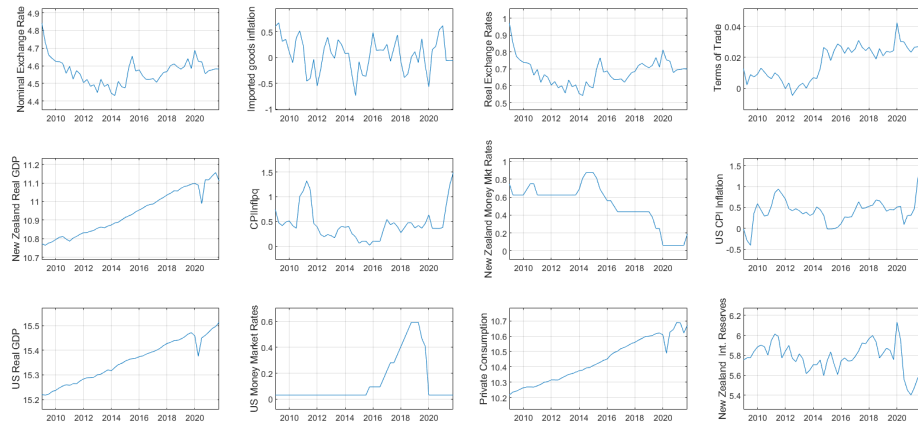 Nominal Exchange Rate
4.9
4.8
4.7
4.6
4.5
4.4
2010 2012 2014 2016 2018 2020
Imported goods Inflation
0.5
0
-0.5
-1
2010 2012 2014 2016 2018 2020
Real Exchange Rates
1
0.9
0.8
0.7
0.6
0.5
2010 2012 2014 2016 2018 2020
Terms of Trade
0.04
0.02
0
2010 2012 2014 2016 2018 2020
New Zealand Real GDP
11.2
11.1
11
10.9
10.8
10.7
2010 2012 2014 2016 2018 2020
CPIInflpq
1.5
1
0.5
0
2010 2012 2014 2016 2018 2020
New Zealand Money Mkt Rates
1
0.8
0.6
0.4
0.2
0
2010 2012 2014 2016 2018 2020
US CPI Inflation
1.5
1
0.5
0
-0.5
2010 2012 2014 2016 2018 2020
US Real GDP
15.5
15.4
15.3
15.2
2010 2012 2014 2016 2018 2020
US Money Market Rates
0.6
0.4
0.2
0
2010 2012 2014 2016 2018 2020
Private Consumption
10.7
10.6
10.5
10.4
10.3
10.2
2010 2012 2014 2016 2018 2020
New Zealand Int. Reserves
6.2
6
5.8
5.6
5.4
2010 2012 2014 2016 2018 2020